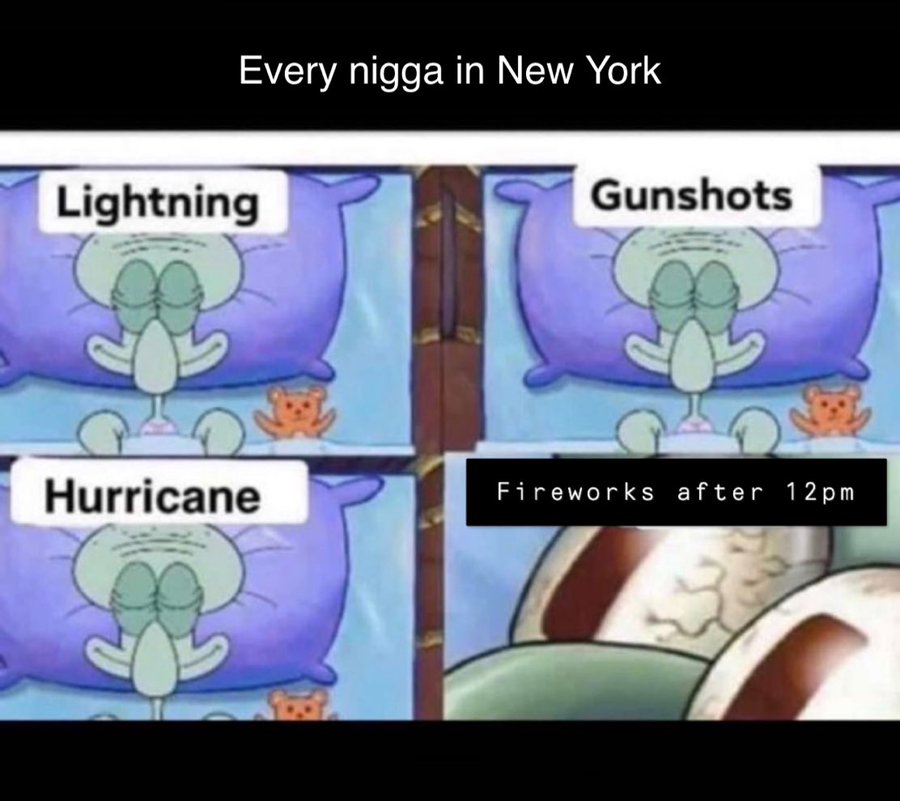 Every nigga in New York
Lightning
Gunshots
Hurricane
Fireworks after 12pm